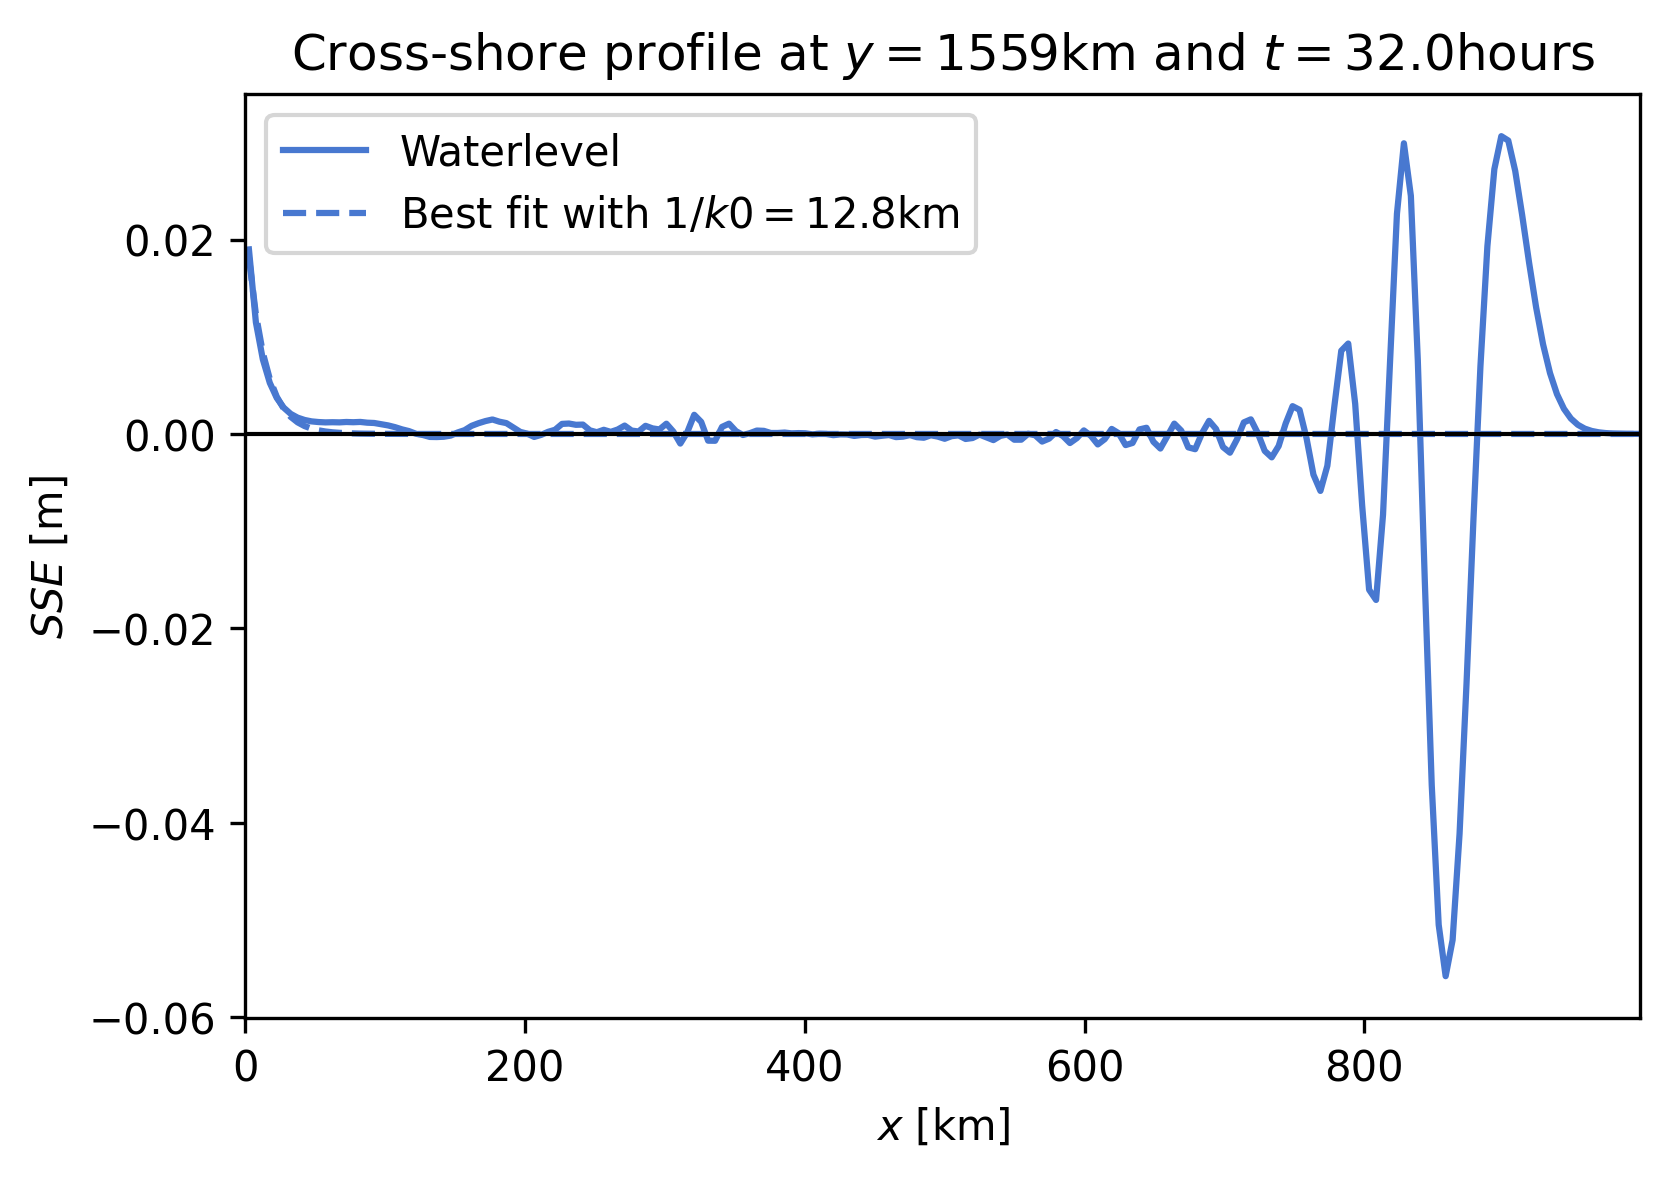 Cross-shore profile at y = 1559km and t = 32.0hours
Waterlevel
Best fit with 1/k0 = 12.8km
SSE [m]
0.02
0.00
−0.02
−0.04
−0.06
0 200 400 600 800
x [km]